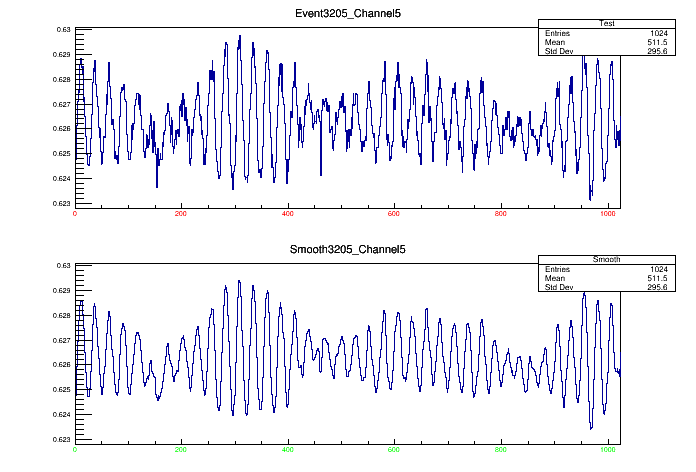 Event3205_Channel5
Test
Entries 1024
Mean 511.5
Std Dev 295.6
0.63
0.629
0.628
0.627
0.626
0.625
0.624
0.623
0 200 400 600 800 1000
Smooth3205_Channel5
Smooth
Entries 1024
Mean 511.5
Std Dev 295.6
0.63
0.629
0.628
0.627
0.626
0.625
0.624
0.623
0 200 400 600 800 1000